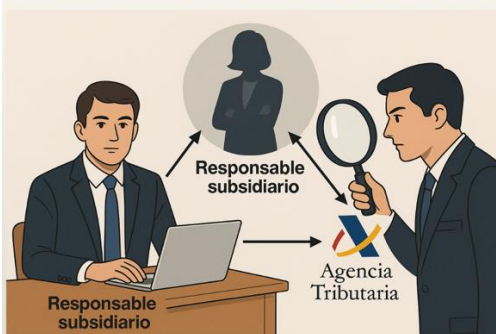 Responsable
subsidiario
Agencia
Tributaria
Responsable
subsidiario